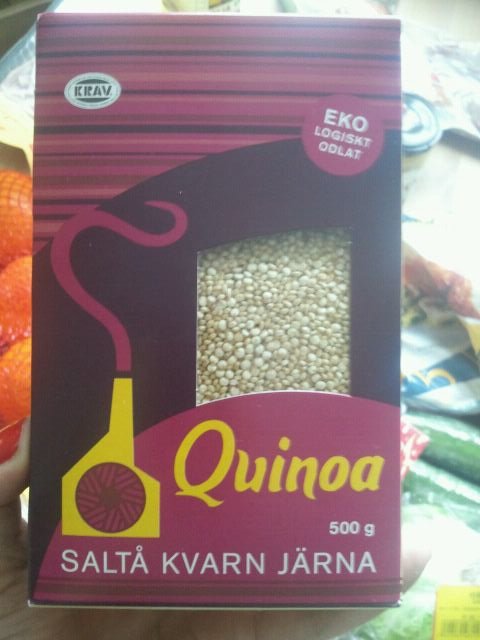 KRAV
EKO
LOGISKT
ODLAT
Quinoa
500 g
SALTÅ KVARN JÄRNA